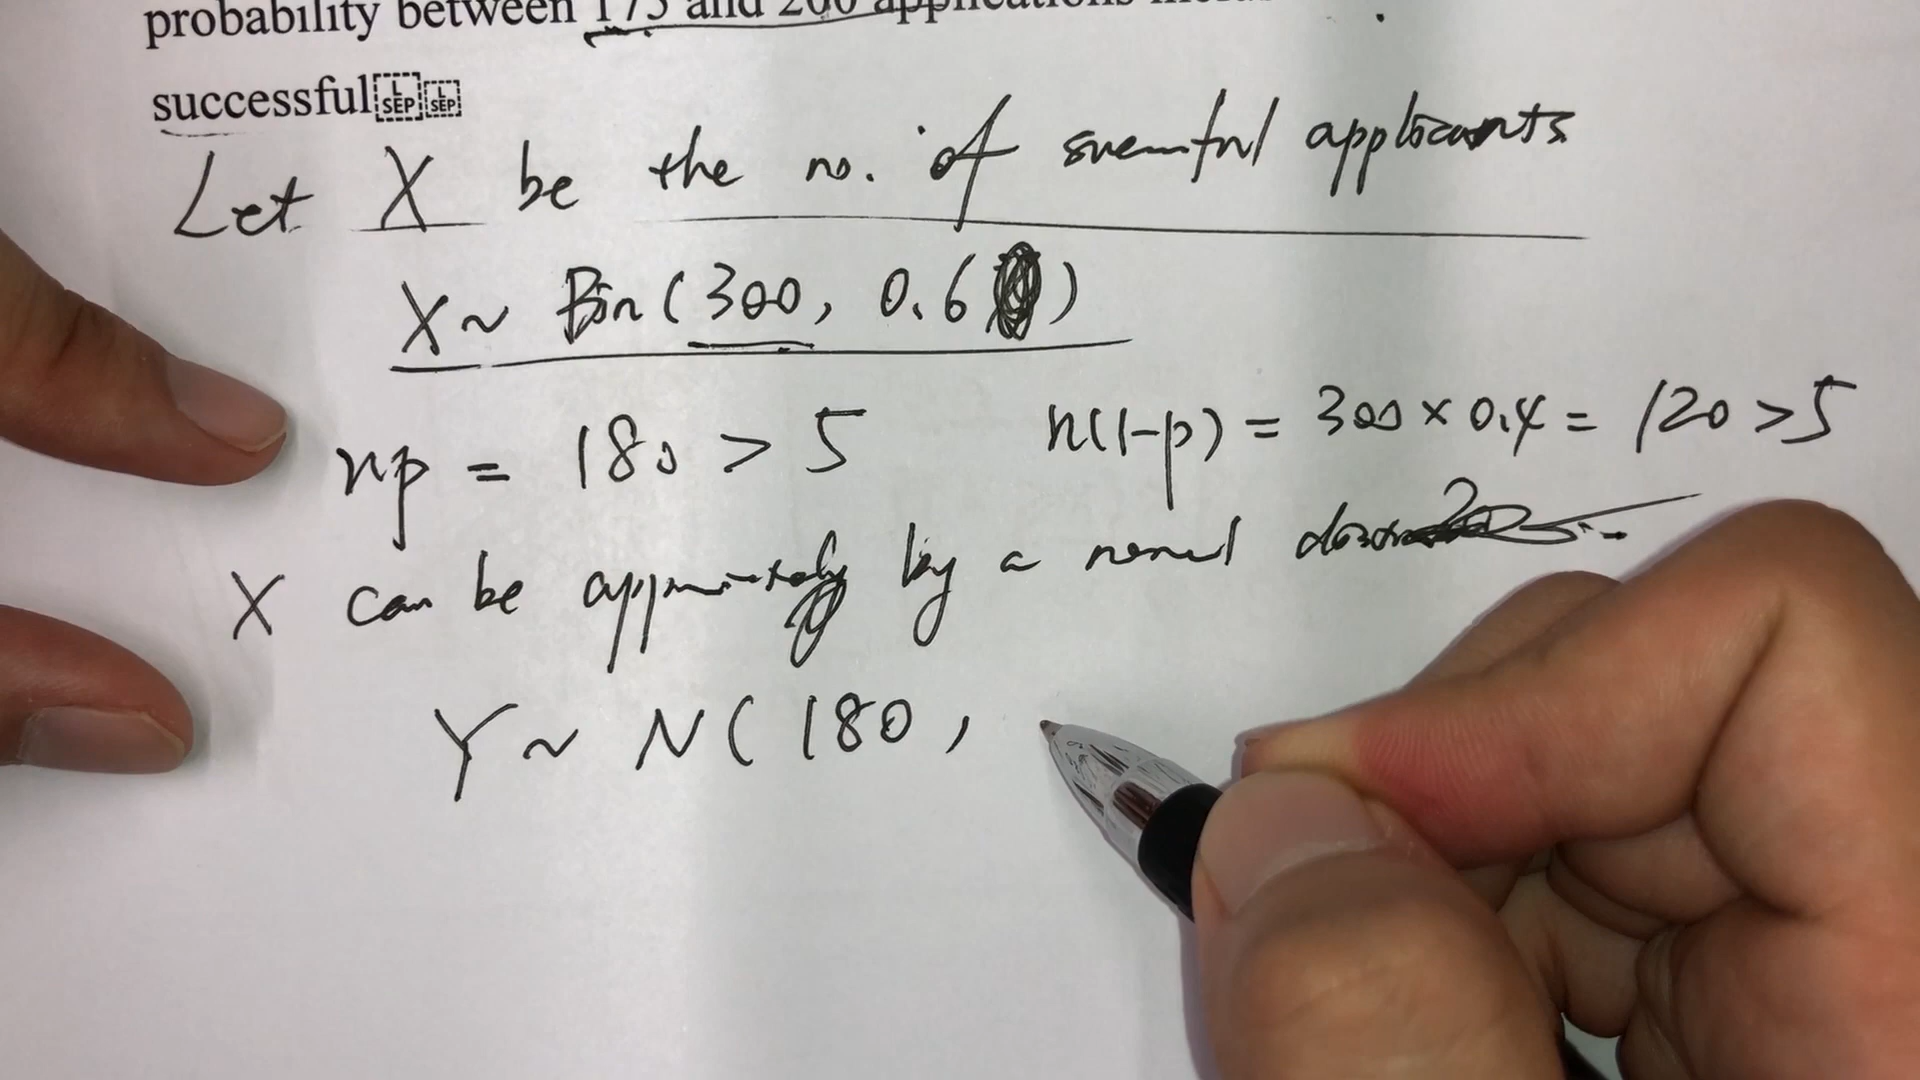 probability between 175 and 200 applications
successful
Let X be the no. of successful applicants
X ~ Bin(300, 0.6)
np = 180 > 5 n(1-p) = 300 × 0.4 = 120 > 5
X can be by a normal
Y ~ N(180,